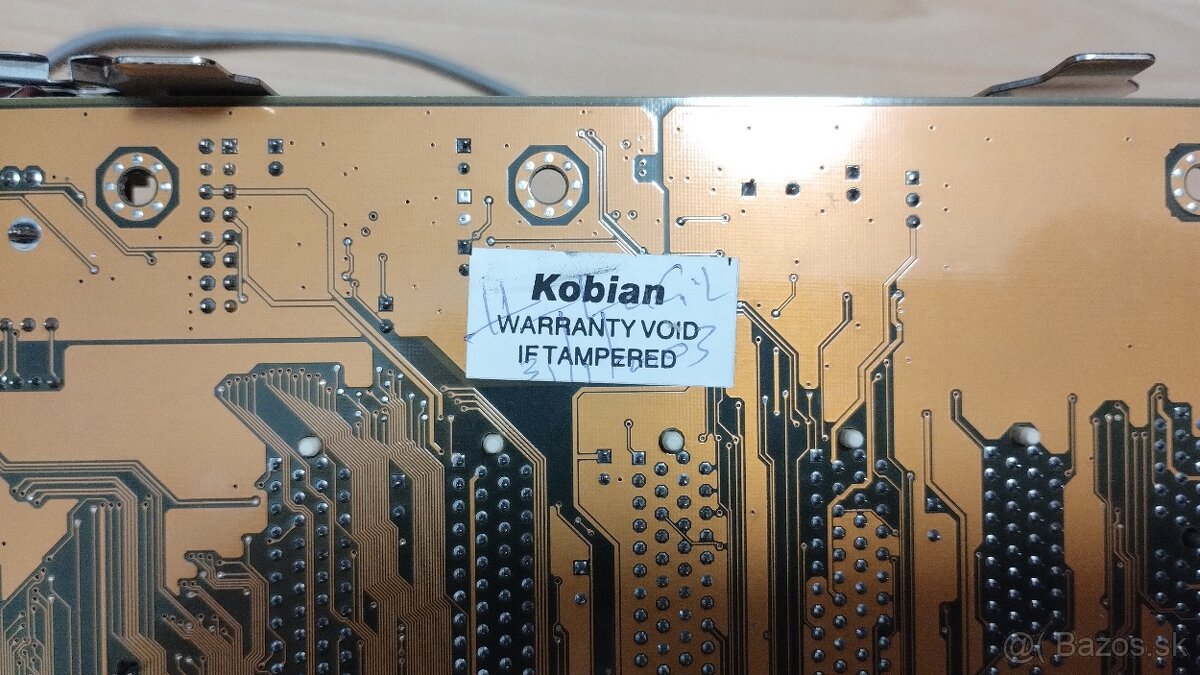 Kobian
WARRANTY VOID
IF TAMPERED
@( Bazos.sk